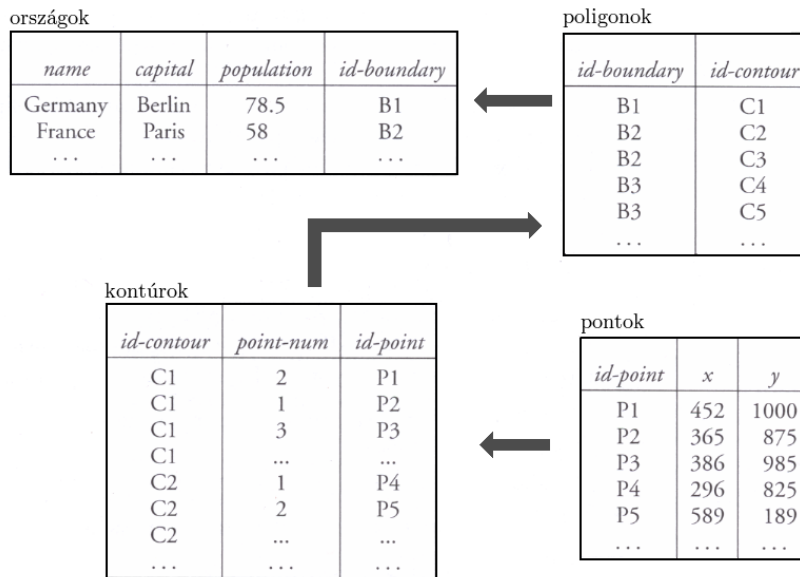 országok
name capital population id-boundary
Germany Berlin 78.5 B1
France Paris 58 B2
... ... ... ...
poligonok
id-boundary id-contour
B1 C1
B2 C2
B2 C3
B3 C4
B3 C5
... ...
kontúrok
id-contour point-num id-point
C1 2 P1
C1 1 P2
C1 3 P3
C1 ... ...
C2 1 P4
C2 2 P5
C2 ... ...
... ... ...
pontok
id-point x y
P1 452 1000
P2 365 875
P3 386 985
P4 296 825
P5 589 189
... ... ...